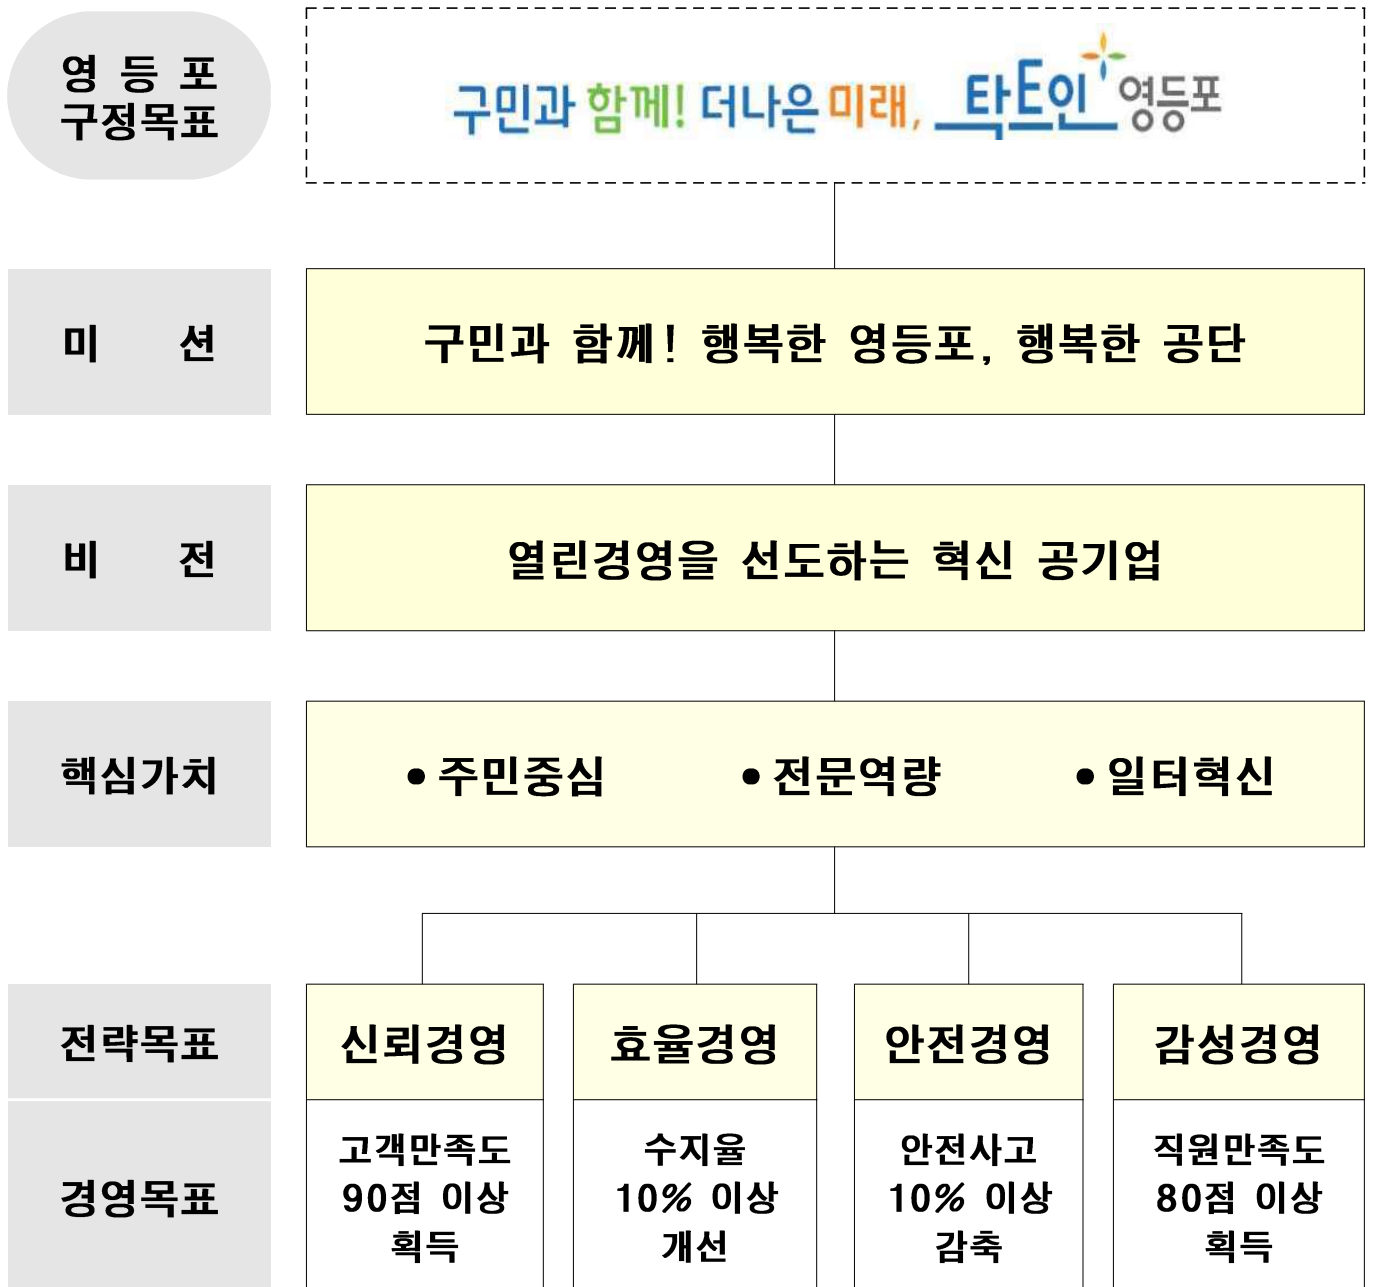 영 등 포
구정목표
구민과 함께! 더나은 미래, 탁트인 영등포
미 션
구민과 함께! 행복한 영등포, 행복한 공단
비 전
열린경영을 선도하는 혁신 공기업
핵심가치
• 주민중심 • 전문역량 • 일터혁신
전략목표
신뢰경영 효율경영 안전경영 감성경영
경영목표
고객만족도
90점 이상
획득
수지율
10% 이상
개선
안전사고
10% 이상
감축
직원만족도
80점 이상
획득